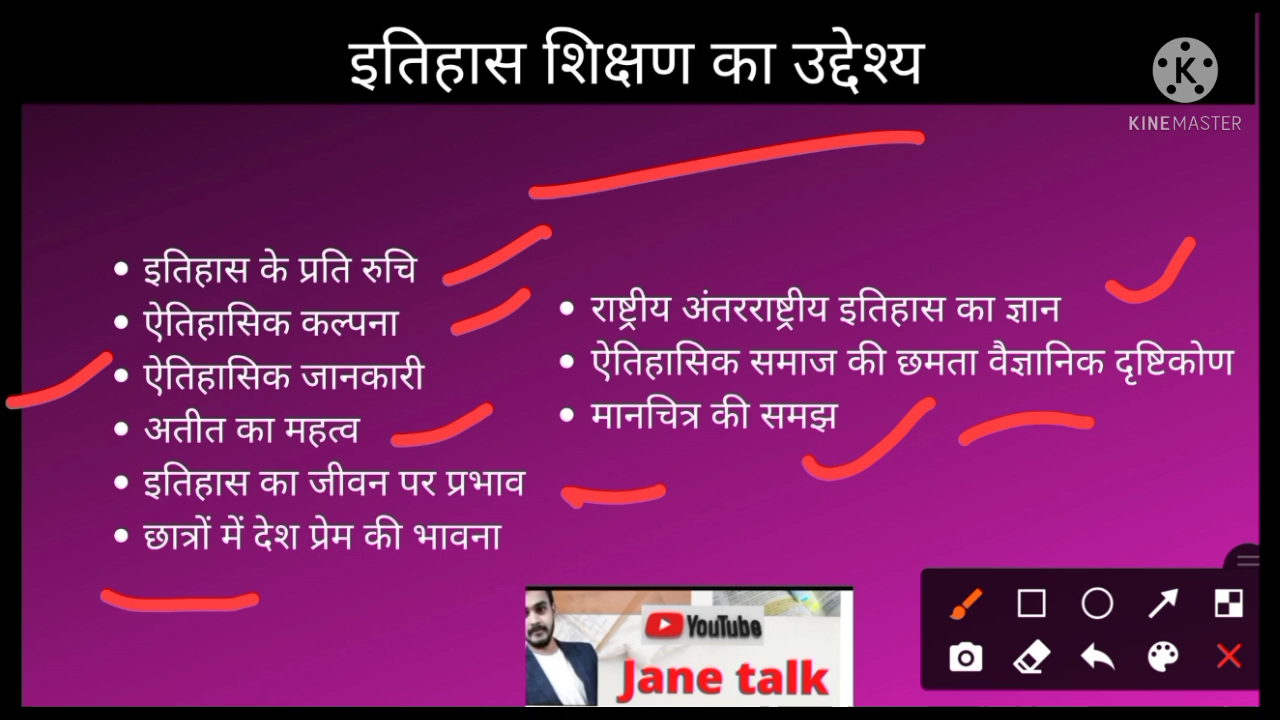 इतिहास शिक्षण का उद्देश्य
K
KINEMASTER
• इतिहास के प्रति रुचि
• ऐतिहासिक कल्पना
• ऐतिहासिक जानकारी
• अतीत का महत्व
• इतिहास का जीवन पर प्रभाव
• छात्रों में देश प्रेम की भावना
• राष्ट्रीय अंतरराष्ट्रीय इतिहास का ज्ञान
• ऐतिहासिक समाज की छमता वैज्ञानिक दृष्टिकोण
• मानचित्र की समझ
YouTube
Jane talk